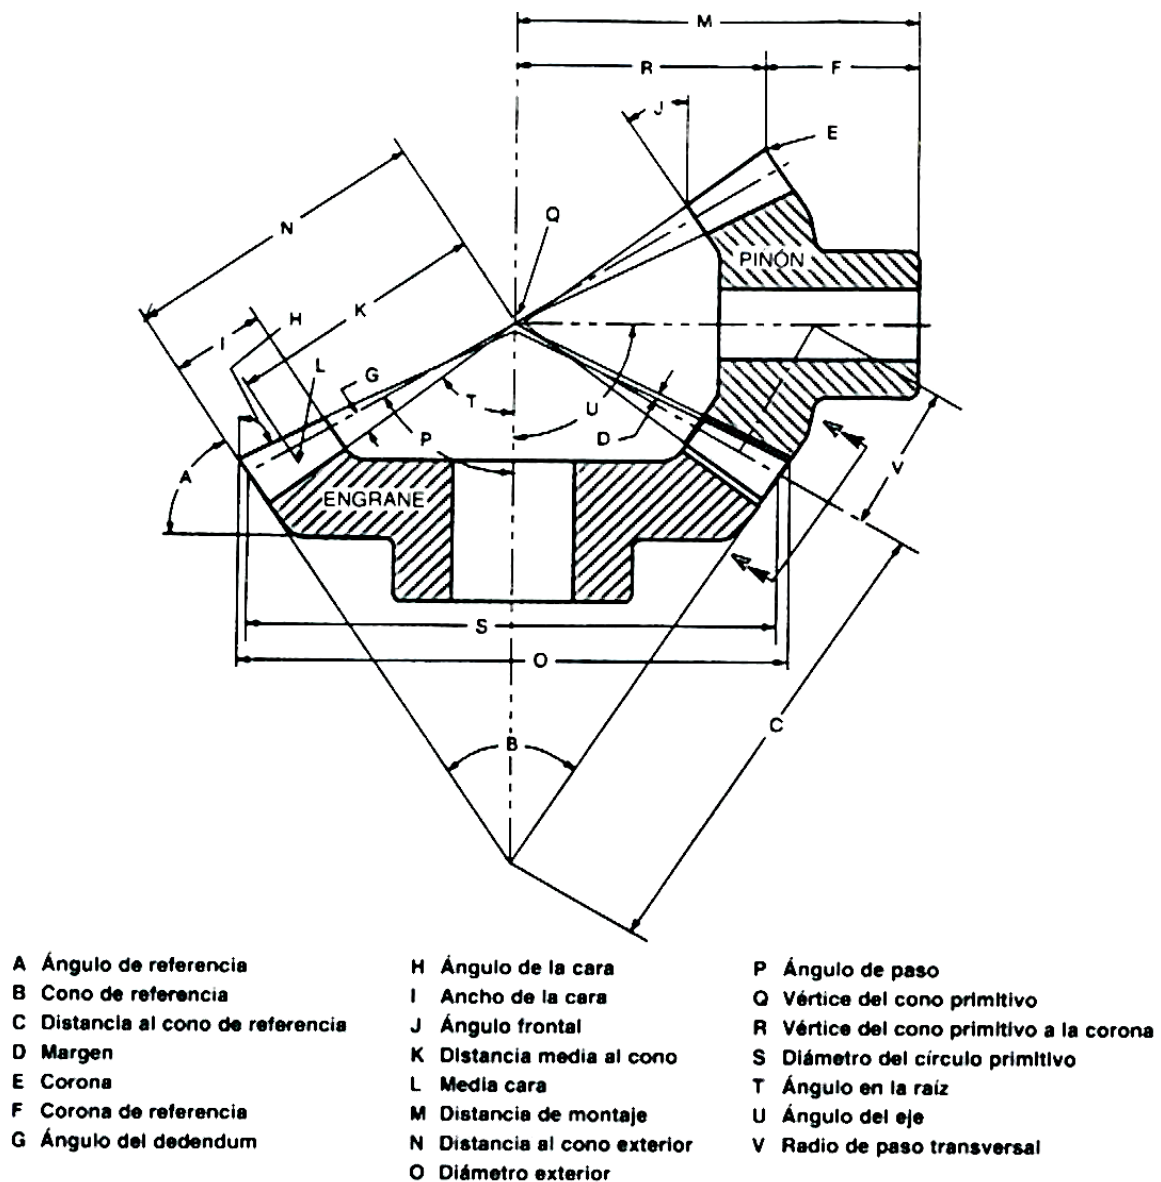 M
R
F
J
E
N
Q
PIÑÓN
K
H
I
L
G
T
U
P
D
A
V
ENGRANE
S
O
C
B
A Ángulo de referencia
B Cono de referencia
C Distancia al cono de referencia
D Margen
E Corona
F Corona de referencia
G Ángulo del dedendum
H Ángulo de la cara
I Ancho de la cara
J Ángulo frontal
K Distancia media al cono
L Media cara
M Distancia de montaje
N Distancia al cono exterior
O Diámetro exterior
P Ángulo de paso
Q Vértice del cono primitivo
R Vértice del cono primitivo a la corona
S Diámetro del círculo primitivo
T Ángulo en la raíz
U Ángulo del eje
V Radio de paso transversal